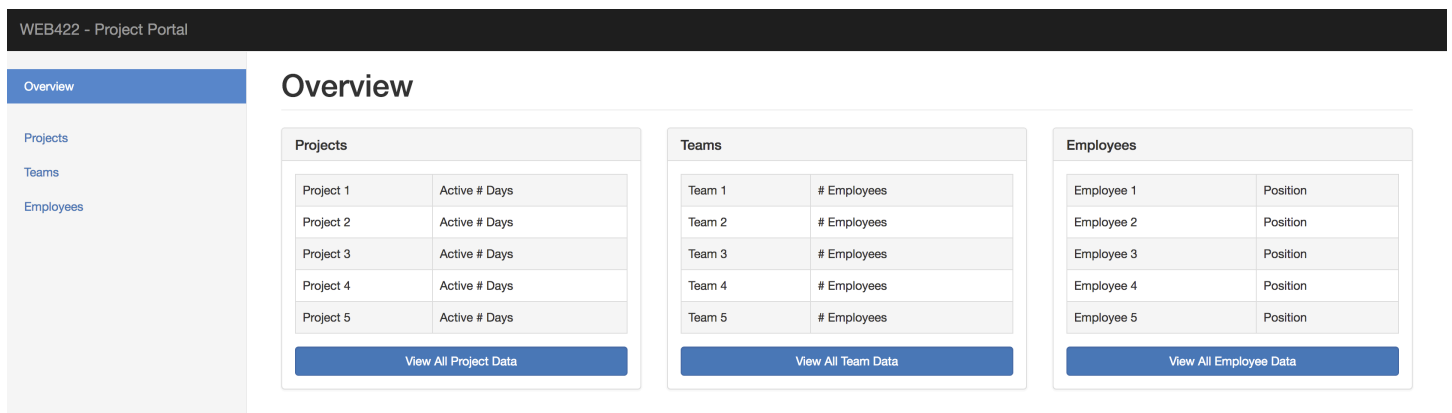 WEB422 - Project Portal
Overview
Projects
Teams
Employees
Overview
Projects
Project 1 Active # Days
Project 2 Active # Days
Project 3 Active # Days
Project 4 Active # Days
Project 5 Active # Days
View All Project Data
Teams
Team 1 # Employees
Team 2 # Employees
Team 3 # Employees
Team 4 # Employees
Team 5 # Employees
View All Team Data
Employees
Employee 1 Position
Employee 2 Position
Employee 3 Position
Employee 4 Position
Employee 5 Position
View All Employee Data